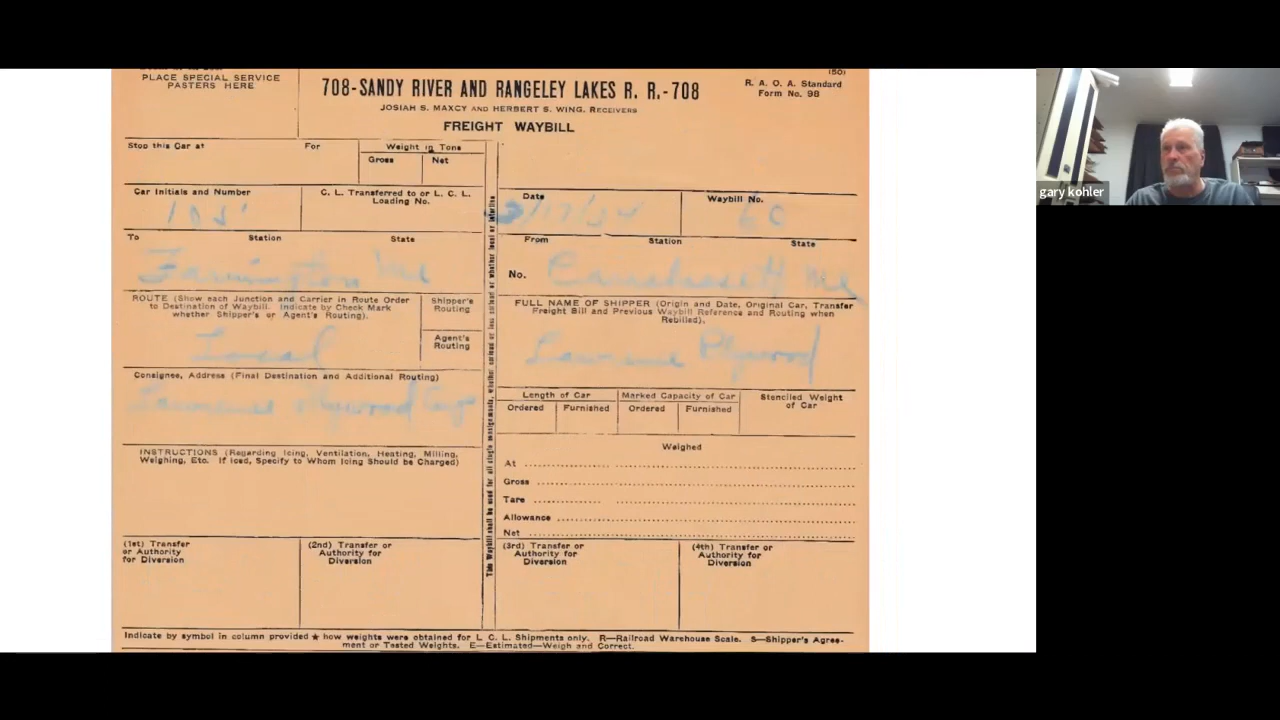 PLACE SPECIAL SERVICE
PASTERS HERE
708-SANDY RIVER AND RANGELEY LAKES R. R.-708
JOSIAH S. MAXCY AND HERBERT S. WING, RECEIVERS
FREIGHT WAYBILL
(50)
R. A. O. A. Standard
Form No. 98
gary kohler
Stop this Car at
For
Weight in Tons
Gross Net
Car Initials and Number
C. L. Transferred to or L. C. L.
Loading No.
Date
Waybill No.
60
To Station State
Farmington Me
From Station State
No. Me
ROUTE (Show each Junction and Carrier in Route Order
to Destination of Waybill. Indicate by Check Mark
whether Shipper's or Agent's Routing).
Shipper's
Routing
Agent's
Routing
Local
FULL NAME OF SHIPPER (Origin and Date, Original Car, Transfer
Freight Bill and Previous Waybill Reference and Routing when
Rebilled).
Lawrence Plywood
Consignee, Address (Final Destination and Additional Routing)
Lawrence Plywood
Length of Car
Ordered Furnished
Marked Capacity of Car
Ordered Furnished
Stenciled Weight
of Car
INSTRUCTIONS (Regarding Icing, Ventilation, Heating, Milling,
Weighing, Etc. If Iced, Specify to Whom Icing Should be Charged)
Weighed
At
Gross
Tare
Allowance
Net
(1st) Transfer
or Authority
for Diversion
(2nd) Transfer or
Authority for
Diversion
(3rd) Transfer or
Authority for
Diversion
(4th) Transfer or
Authority for
Diversion
Indicate by symbol in column provided ★ how weights were obtained for L C. L. Shipments only. R—Railroad Warehouse Scale. S—Shipper's Agree-
ment or Tested Weights. E—Estimated—Weigh and Correct.